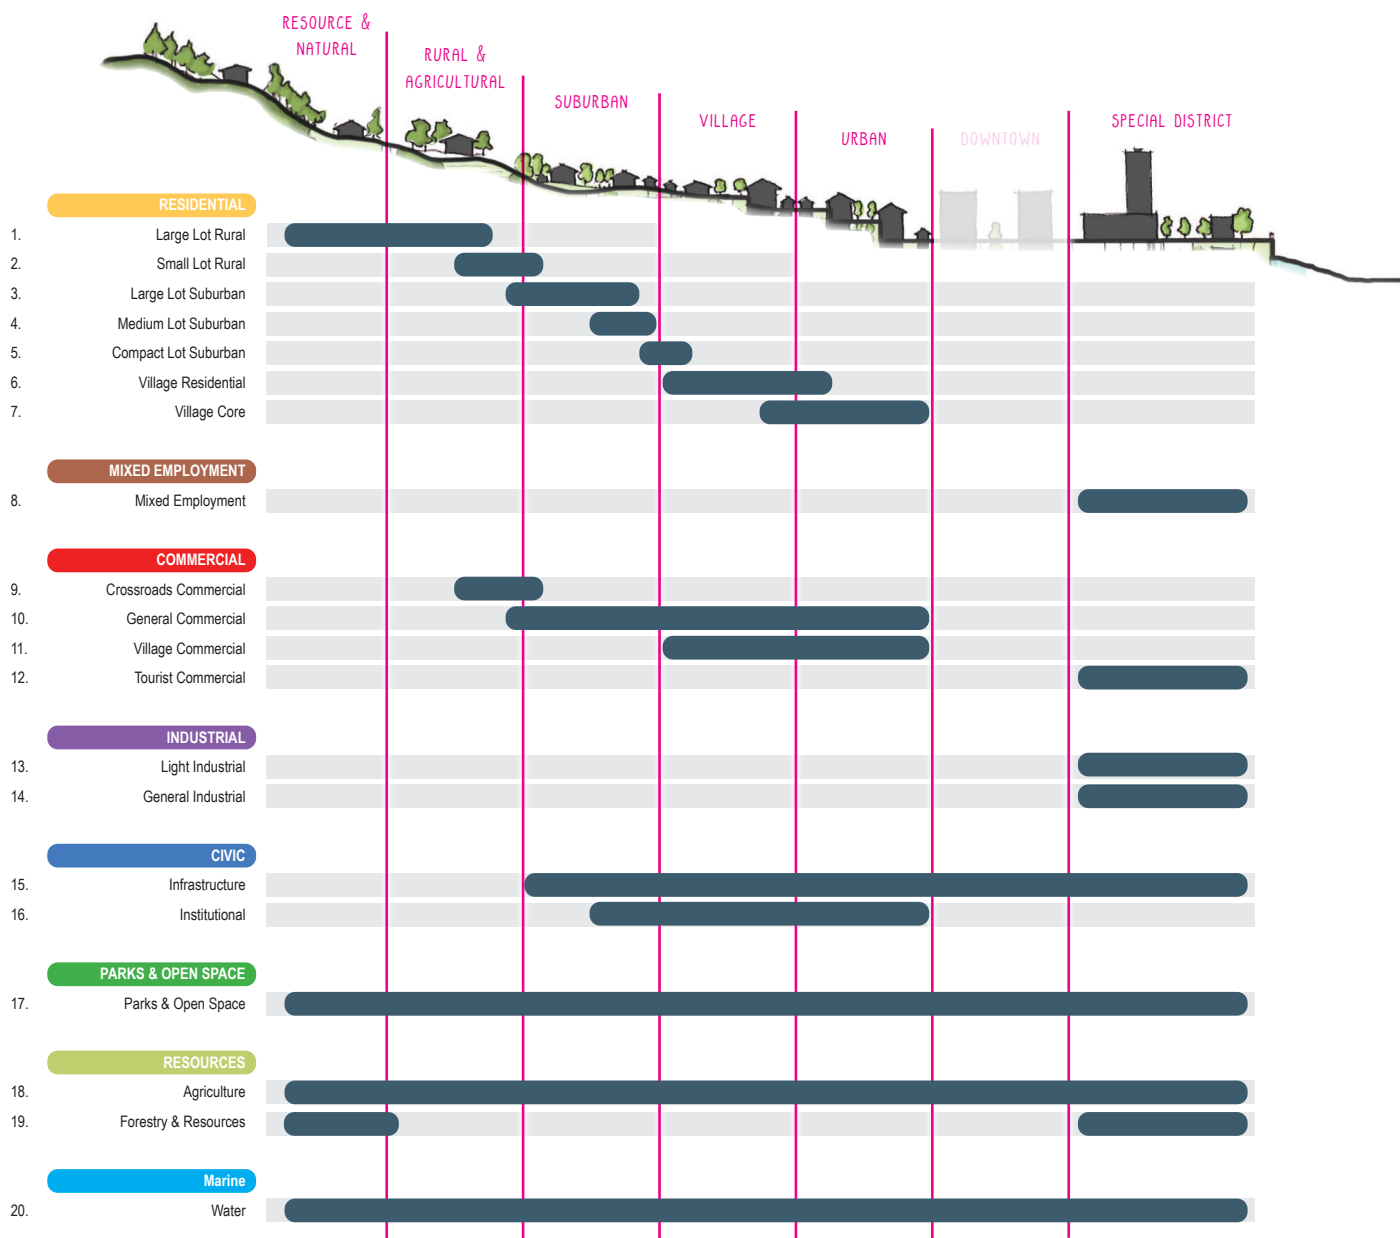 RESOURCE &
NATURAL
RURAL &
AGRICULTURAL
SUBURBAN
VILLAGE
URBAN
DOWNTOWN
SPECIAL DISTRICT
RESIDENTIAL
1. Large Lot Rural
2. Small Lot Rural
3. Large Lot Suburban
4. Medium Lot Suburban
5. Compact Lot Suburban
6. Village Residential
7. Village Core
MIXED EMPLOYMENT
8. Mixed Employment
COMMERCIAL
9. Crossroads Commercial
10. General Commercial
11. Village Commercial
12. Tourist Commercial
INDUSTRIAL
13. Light Industrial
14. General Industrial
CIVIC
15. Infrastructure
16. Institutional
PARKS & OPEN SPACE
17. Parks & Open Space
RESOURCES
18. Agriculture
19. Forestry & Resources
Marine
20. Water